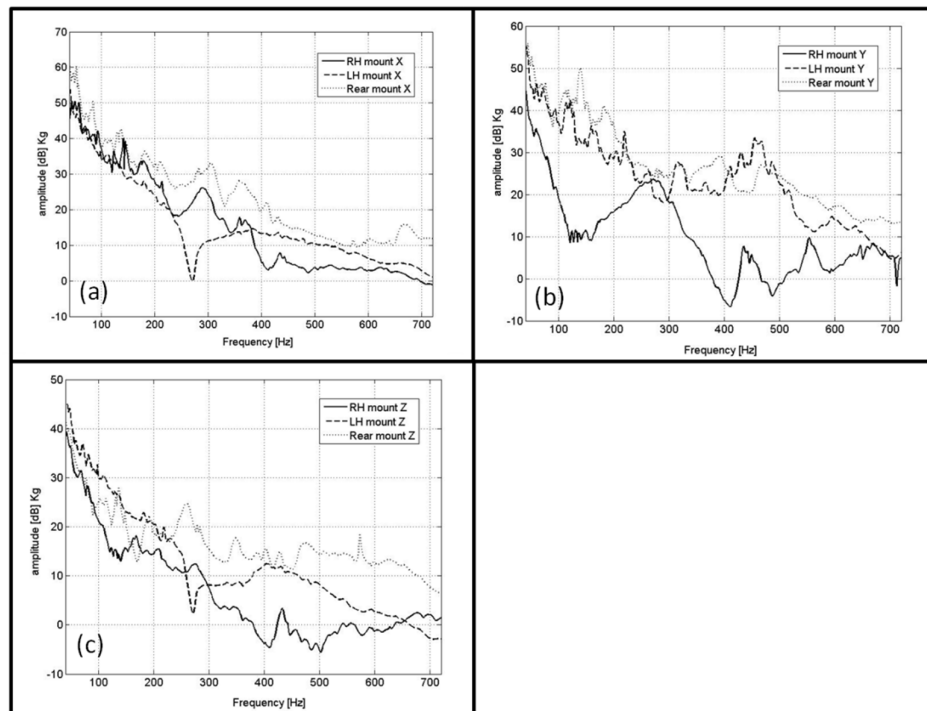 70
60
50
40
30
20
10
0
-10
amplitude [dB] Kg
RH mount X
LH mount X
Rear mount X
(a)
100 200 300 400 500 600 700
Frequency [Hz]
60
50
40
30
20
10
0
-10
amplitude [dB] Kg
RH mount Y
LH mount Y
Rear mount Y
(b)
100 200 300 400 500 600 700
Frequency [Hz]
50
40
30
20
10
0
-10
amplitude [dB] Kg
RH mount Z
LH mount Z
Rear mount Z
(c)
100 200 300 400 500 600 700
Frequency [Hz]